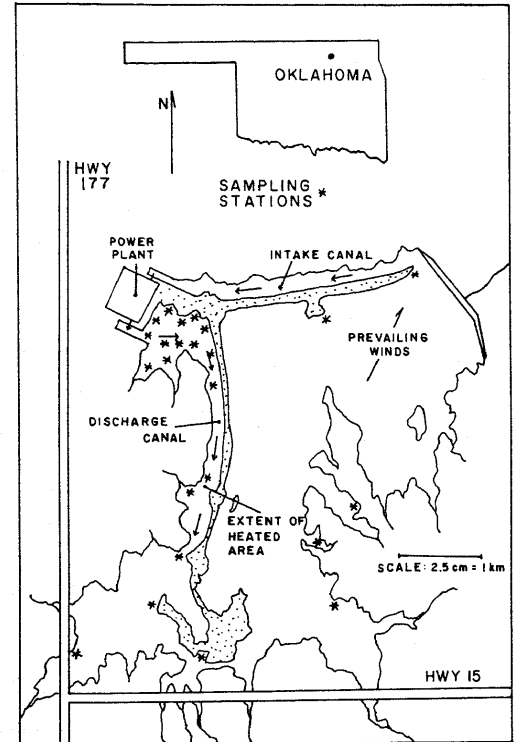 OKLAHOMA
N
HWY
177
SAMPLING
STATIONS *
POWER
PLANT
INTAKE CANAL
PREVAILING
WINDS
DISCHARGE
CANAL
EXTENT OF
HEATED
AREA
SCALE: 2.5 cm = 1 km
HWY 15